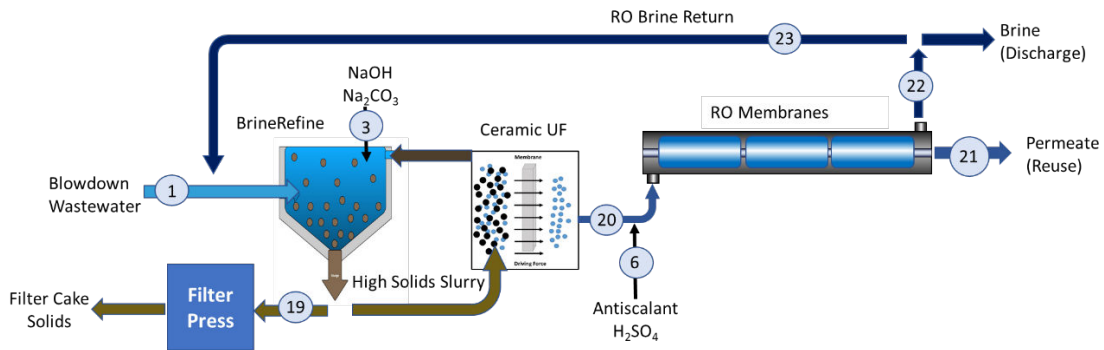 RO Brine Return
23
Brine
(Discharge)
NaOH
Na₂CO₃
22
BrineRefine
3
Ceramic UF
RO Membranes
Membrane
21
Permeate
(Reuse)
Blowdown
Wastewater
1
20
Driving Force
6
High Solids Slurry
Antiscalant
H₂SO₄
Filter Cake
Solids
Filter
Press
19